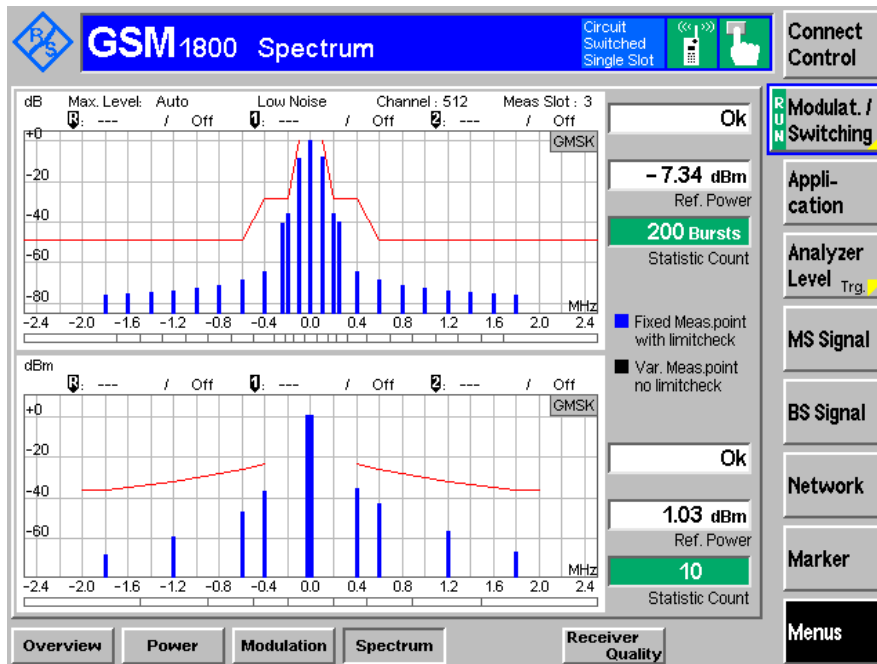 R/S
GSM 1800 Spectrum
Circuit
Switched
Single Slot
Connect
Control
dB Max. Level: Auto Low Noise Channel : 512 Meas Slot : 3
R: --- / Off 1: --- / Off 2: --- / Off
GMSK
+0
-20
-40
-60
-80
MHz
-2.4 -2.0 -1.6 -1.2 -0.8 -0.4 0.0 0.4 0.8 1.2 1.6 2.0 2.4
Ok
-7.34 dBm
Ref. Power
200 Bursts
Statistic Count
Fixed Meas.point
with limitcheck
Var. Meas.point
no limitcheck
dBm
R: --- / Off 1: --- / Off 2: --- / Off
GMSK
+0
-20
-40
-60
MHz
-2.4 -2.0 -1.6 -1.2 -0.8 -0.4 0.0 0.4 0.8 1.2 1.6 2.0 2.4
Ok
1.03 dBm
Ref. Power
10
Statistic Count
RUN
Modulat. /
Switching
Appli-
cation
Analyzer
Level Trg.
MS Signal
BS Signal
Network
Marker
Menus
Overview Power Modulation Spectrum Receiver
Quality